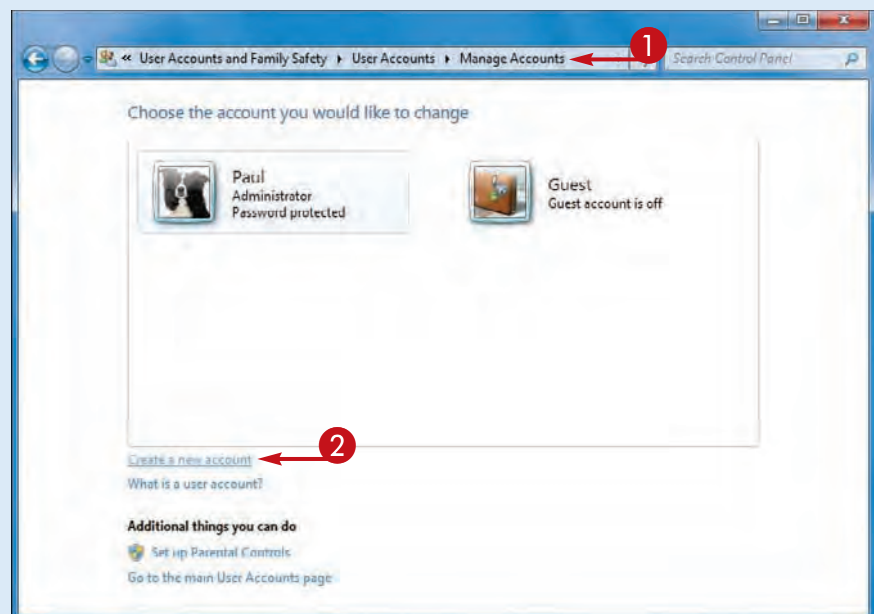 « User Accounts and Family Safety ▸ User Accounts ▸ Manage Accounts
1
Search Control Panel
Choose the account you would like to change
Paul
Administrator
Password protected
Guest
Guest account is off
Create a new account
2
What is a user account?
Additional things you can do
Set up Parental Controls
Go to the main User Accounts page